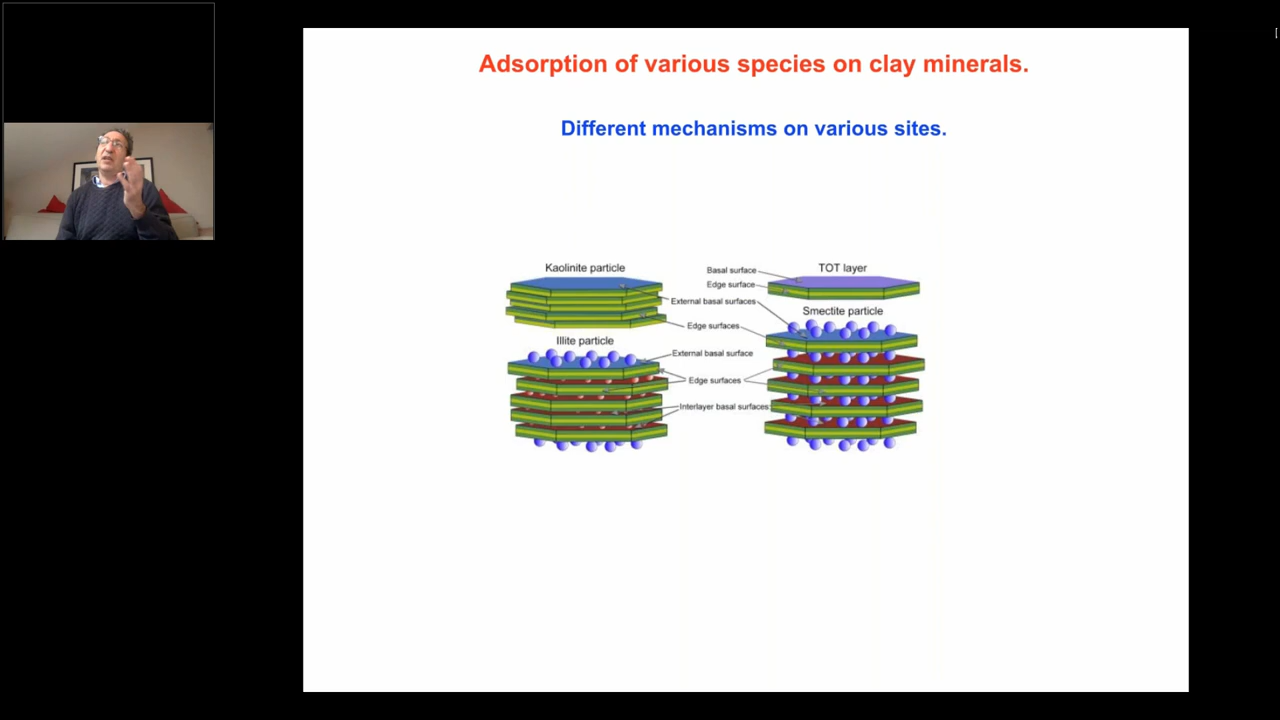 Adsorption of various species on clay minerals.
Different mechanisms on various sites.
Kaolinite particle
Basal surface
TOT layer
Edge surface
External basal surfaces
Smectite particle
Edge surfaces
Illite particle
External basal surface
Edge surfaces
Interlayer basal surfaces